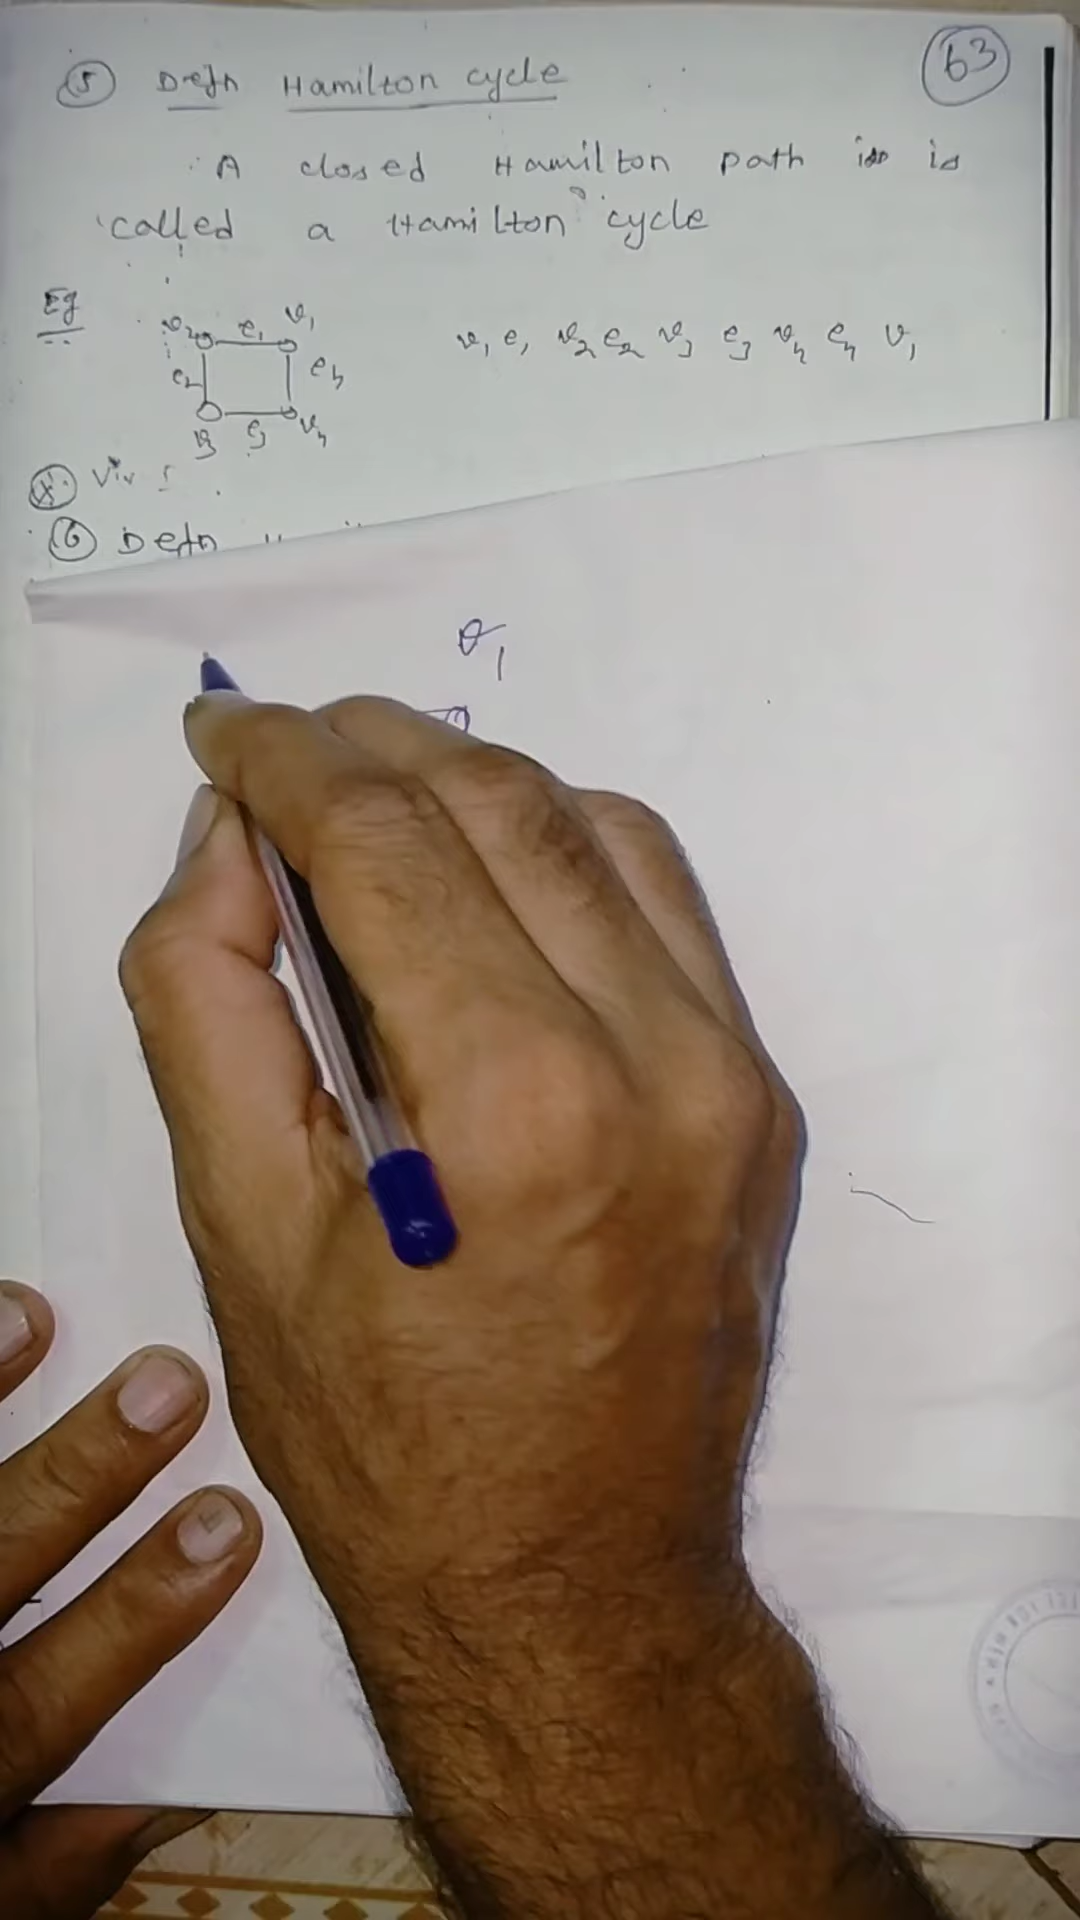 63
5 Defn Hamilton cycle
A closed Hamilton path is is
called a Hamilton cycle
Eg
v2 e1 v1
e2 e4
v3 e3 v4
v1 e1 v2 e2 v3 e3 v4 e4 v1
6 Defn
v1